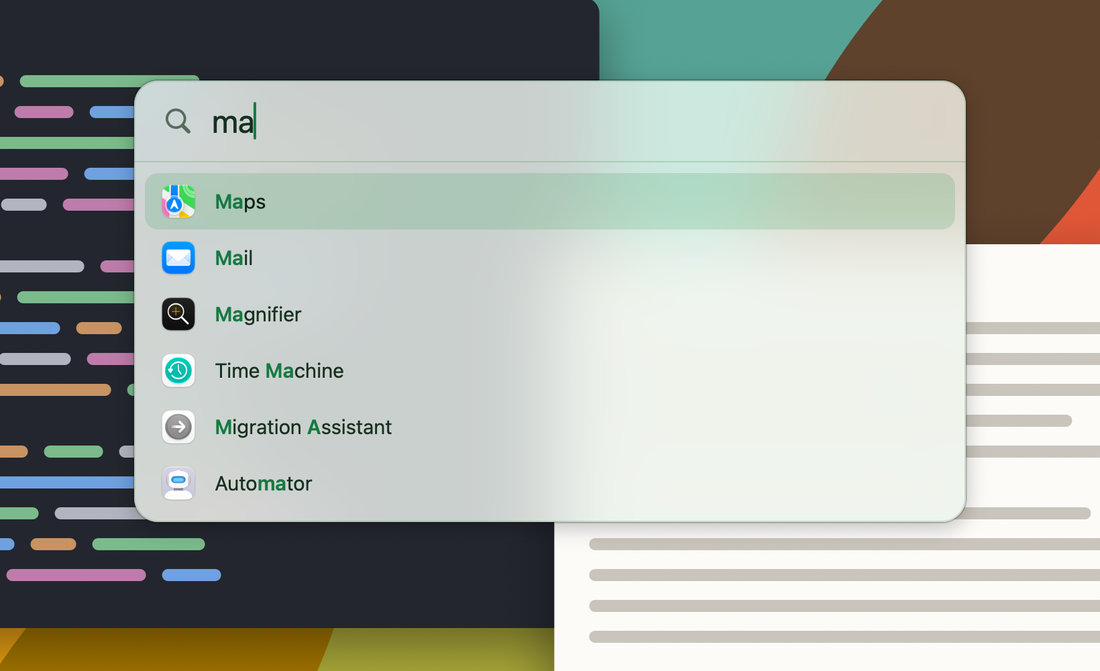 ma
Maps
Mail
Magnifier
Time Machine
Migration Assistant
Automator